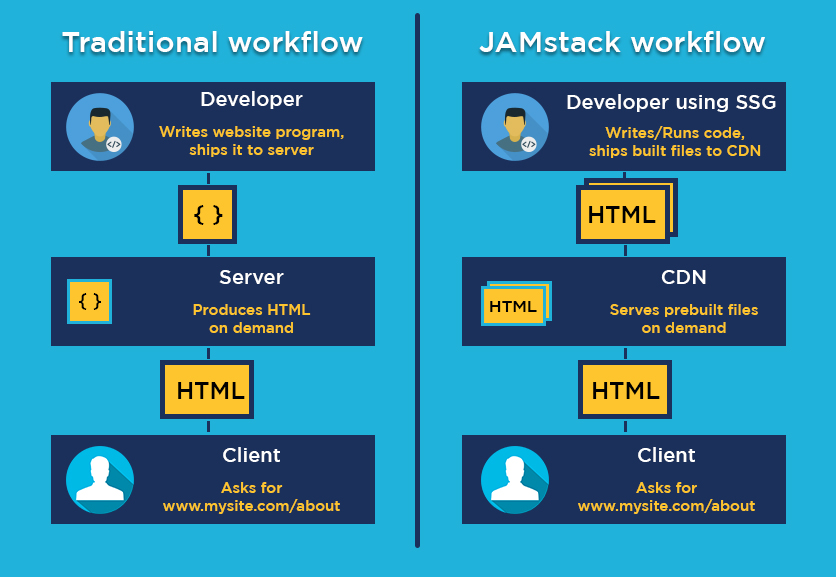 Traditional workflow
Developer
Writes website program,
ships it to server
</>
{ }
Server
{ }
Produces HTML
on demand
HTML
Client
Asks for
www.mysite.com/about
JAMstack workflow
Developer using SSG
Writes/Runs code,
ships built files to CDN
</>
HTML
CDN
HTML
Serves prebuilt files
on demand
HTML
Client
Asks for
www.mysite.com/about